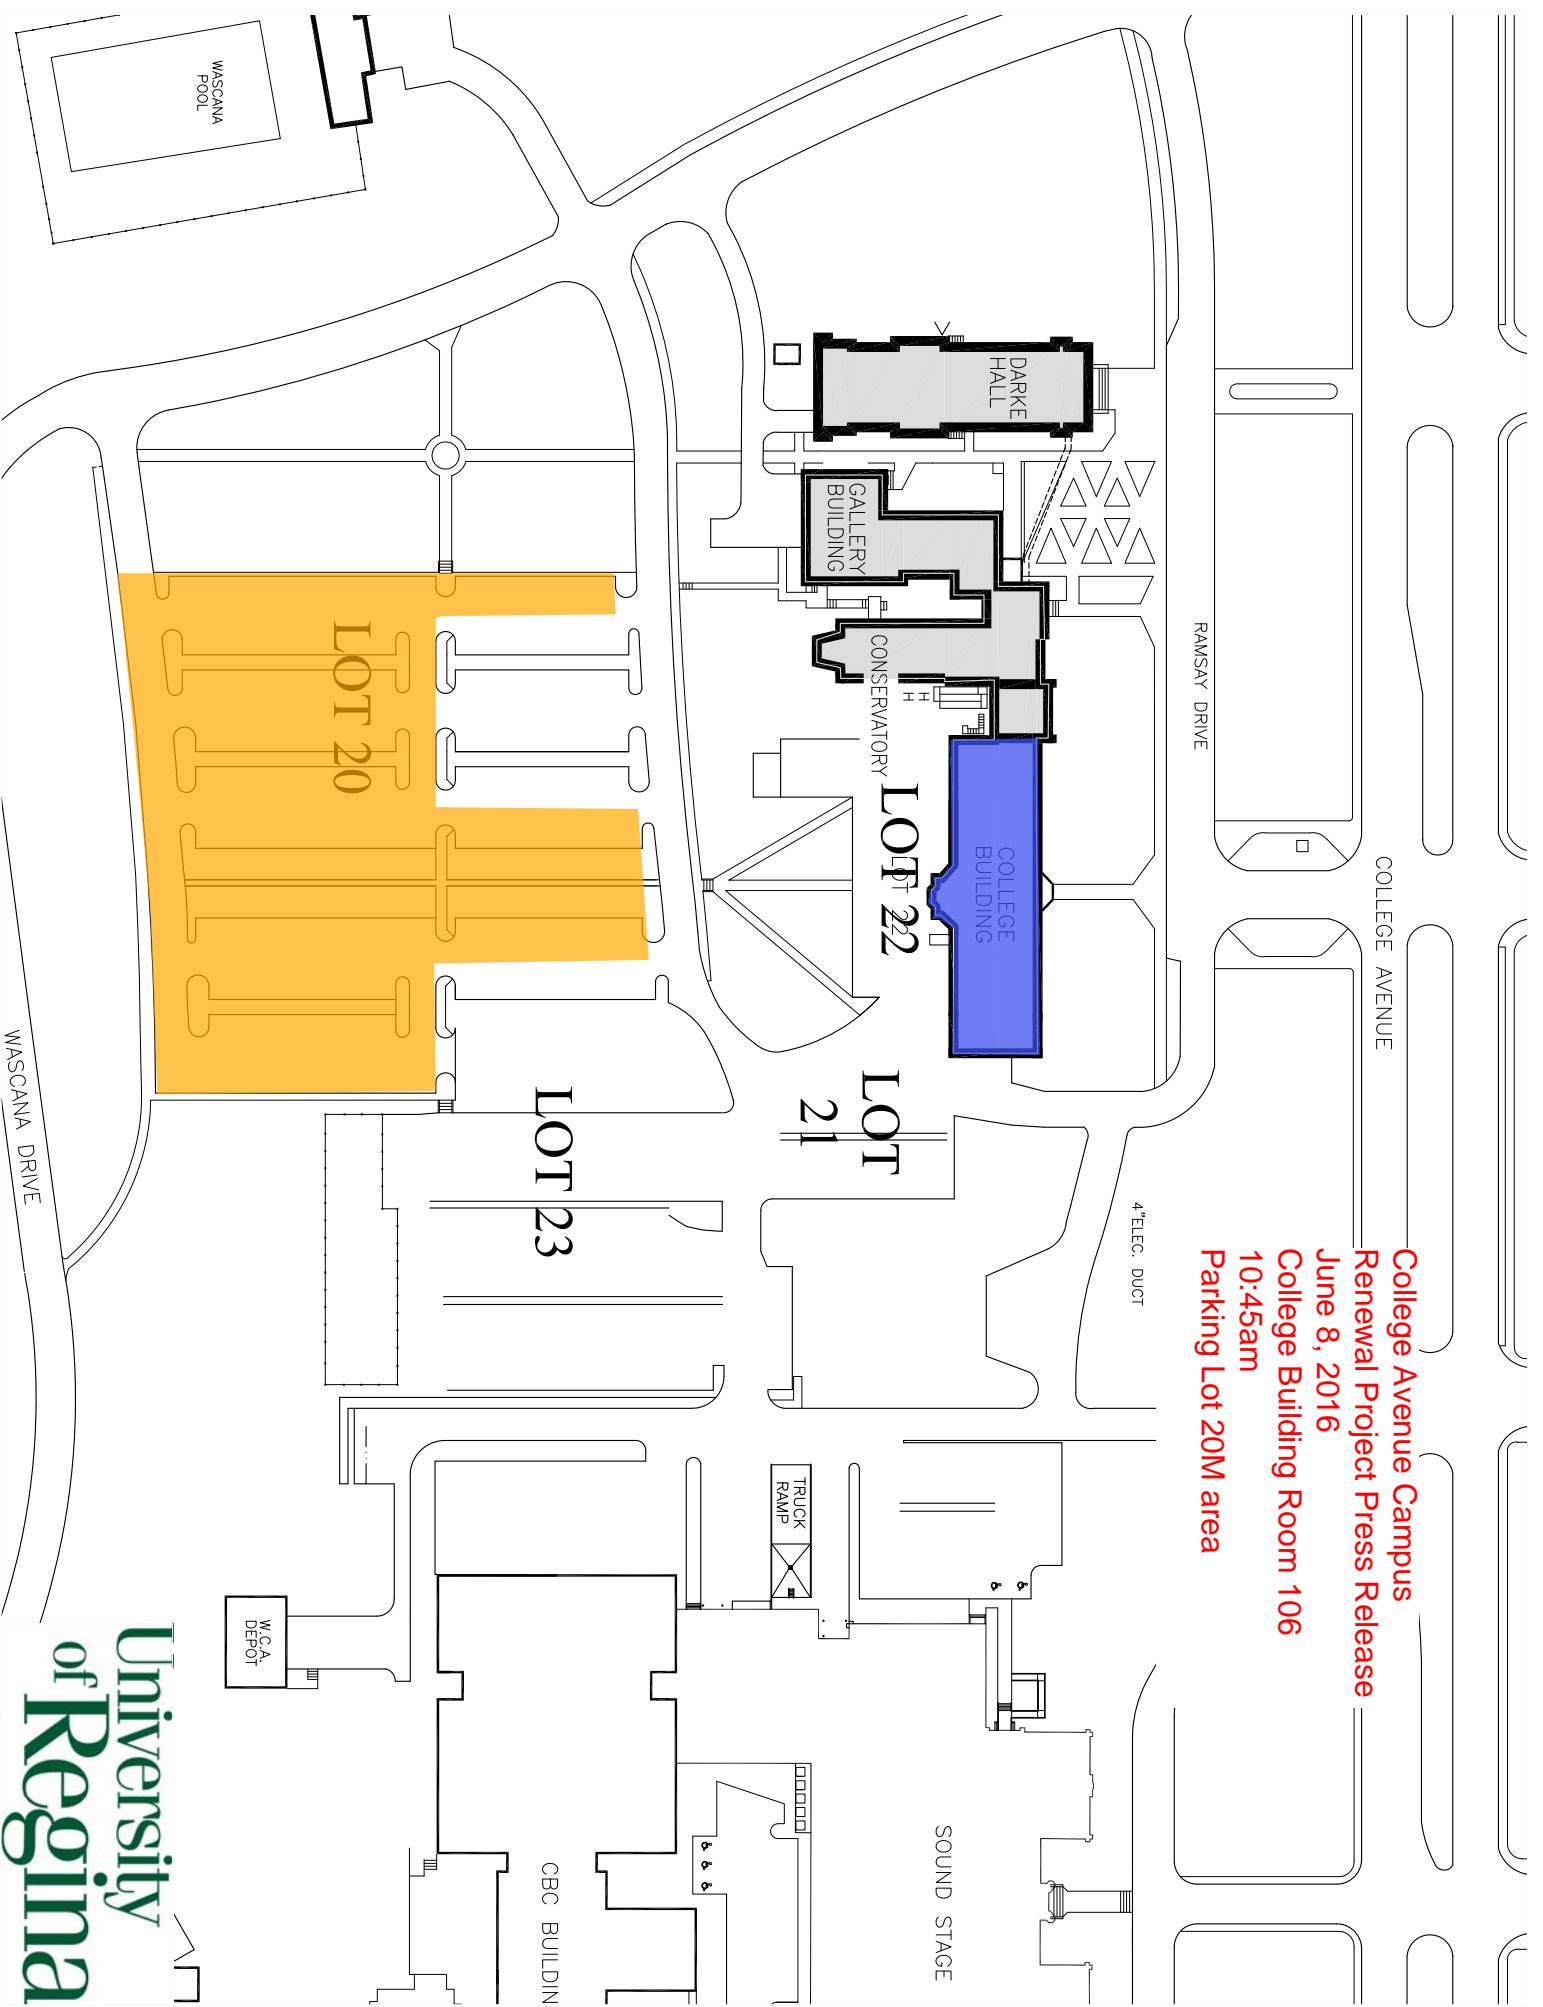 College Avenue Campus
Renewal Project Press Release
June 8, 2016
College Building Room 106
10:45am
Parking Lot 20M area
COLLEGE AVENUE
RAMSAY DRIVE
4"ELEC. DUCT
DARKE
HALL
GALLERY
BUILDING
CONSERVATORY
H
H
COLLEGE
BUILDING
LOT 22
LOT 22
LOT
21
LOT 20
LOT 23
WASCANA
POOL
WASCANA DRIVE
TRUCK
RAMP
W.C.A.
DEPOT
SOUND STAGE
CBC BUILDIN
University
of Regina